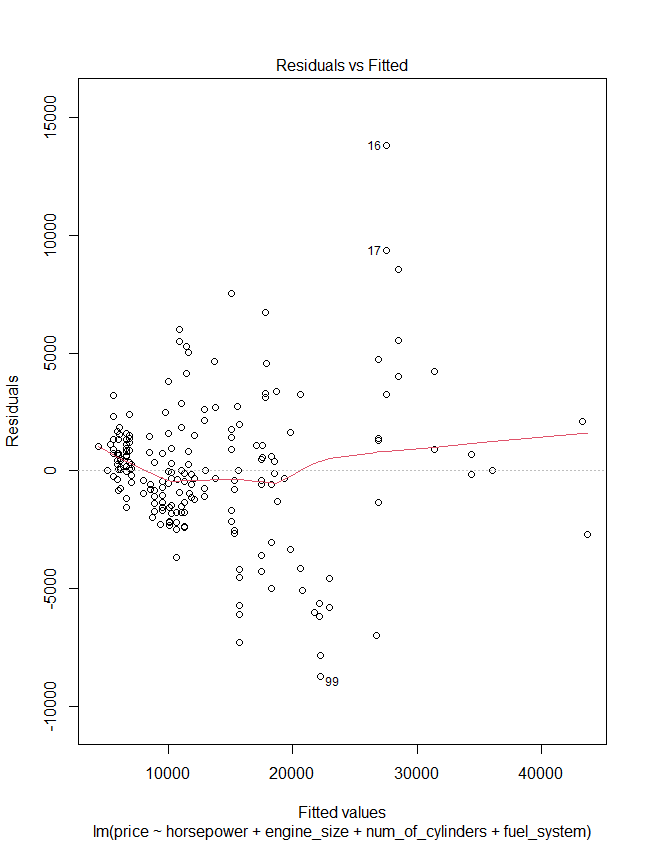 Residuals vs Fitted
15000
10000
5000
0
-5000
-10000
Residuals
16
17
99
10000 20000 30000 40000
Fitted values
lm(price ~ horsepower + engine_size + num_of_cylinders + fuel_system)